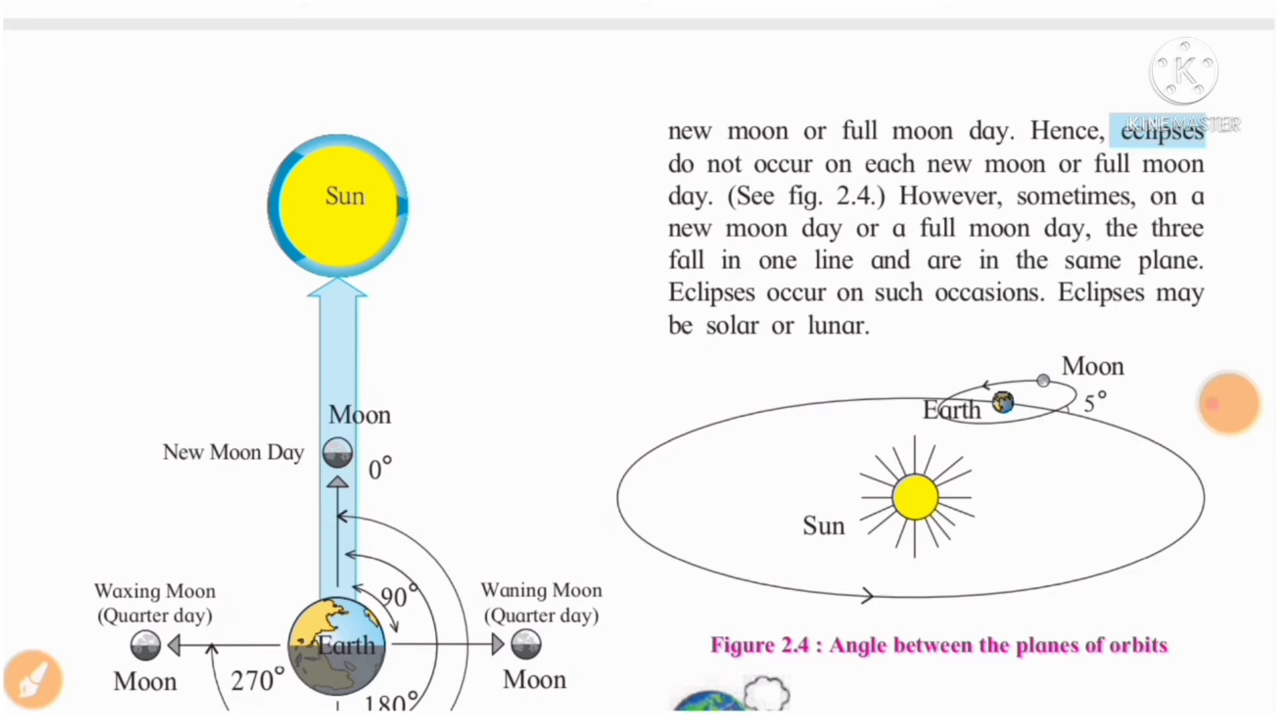 Sun
Moon
New Moon Day
0°
Waxing Moon
(Quarter day)
90°
Waning Moon
(Quarter day)
Earth
Moon
270°
180°
Moon
K
KINEMASTER
new moon or full moon day. Hence, eclipses
do not occur on each new moon or full moon
day. (See fig. 2.4.) However, sometimes, on a
new moon day or a full moon day, the three
fall in one line and are in the same plane.
Eclipses occur on such occasions. Eclipses may
be solar or lunar.
Moon
Earth
5°
Sun
Figure 2.4 : Angle between the planes of orbits